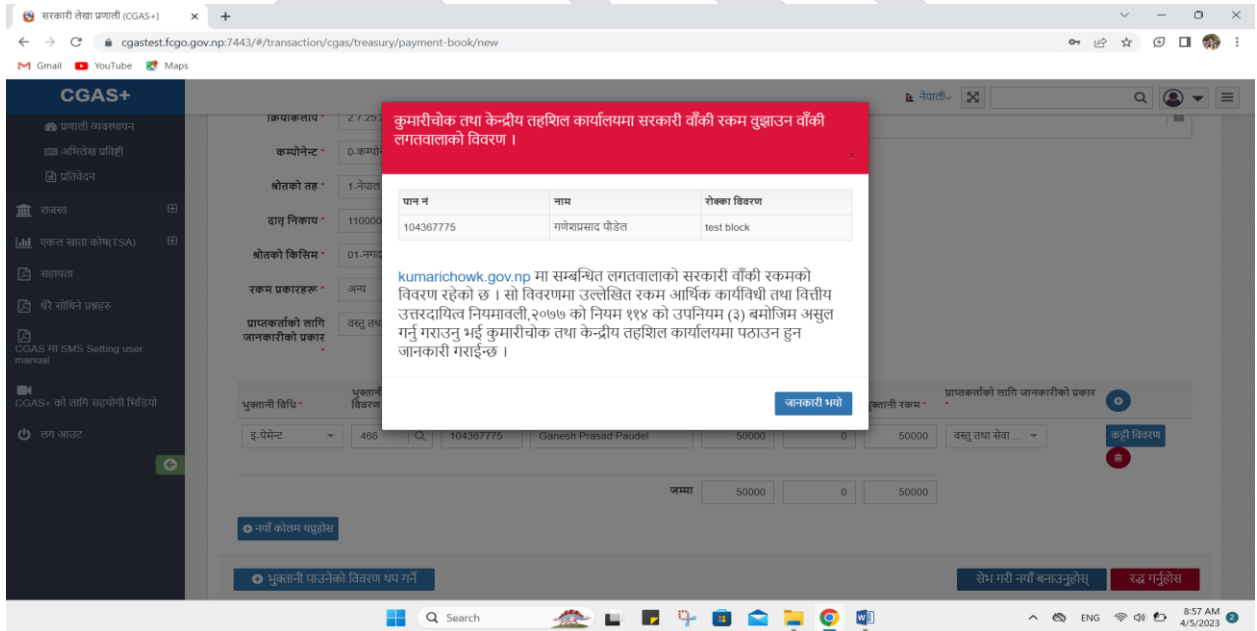 सरकारी लेखा प्रणाली (CGAS+)
cgastest.fcgo.gov.np:7443/#/transaction/cgas/treasury/payment-book/new
Gmail YouTube Maps
CGAS+
नेपाली
प्रणाली व्यवस्थापन
अभिलेख प्रविष्टी
प्रतिवेदन
राजस्व
एकल खाता कोष(TSA)
सहायता
धेरै सोधिने प्रश्नहरु
CGAS मा SMS Setting user
manual
CGAS+ को लागि सहयोगी भिडियो
लग आउट
क्रियाकलाप * 2.7.25.
कम्पोनेन्ट * 0-कम्पोने
श्रोतको तह * 1-नेपाल
दातृ निकाय * 110000
श्रोतको किसिम * 01-नगद
रकम प्रकारहरू * अन्य
प्राप्तकर्ताको लागि वस्तु तथ
जानकारीको प्रकार
*
कुमारीचोक तथा केन्द्रीय तहशिल कार्यालयमा सरकारी वाँकी रकम वुझाउन वाँकी
लगतवालाको विवरण ।
×
पान नं नाम रोक्का विवरण
104367775 गणेशप्रसाद पौडेल test block
kumarichowk.gov.np मा सम्बन्धित लगतवालाको सरकारी वाँकी रकमको
विवरण रहेको छ । सो विवरणमा उल्लेखित रकम आर्थिक कार्यविधी तथा वित्तीय
उत्तरदायित्व नियमावली,२०७७ को नियम ११४ को उपनियम (३) बमोजिम असुल
गर्नु गराउनु भई कुमारीचोक तथा केन्द्रीय तहशिल कार्यालयमा पठाउन हुन
जानकारी गराईन्छ ।
जानकारी भयो
भुक्तानी विधि * भुक्तानी
विवरण भुक्तानी रकम * प्राप्तकर्ताको लागि जानकारीको प्रकार
*
इ-पेमेन्ट 466 104367775 Ganesh Prasad Paudel 50000 0 50000 वस्तु तथा सेवा ... कट्टी विवरण
जम्मा 50000 0 50000
नयाँ कोलम थप्नुहोस
भुक्तानी पाउनेको विवरण थप गर्ने सेभ गरी नयाँ बनाउनुहोस् रद्ध गर्नुहोस
Search ENG 8:57 AM
4/5/2023 2